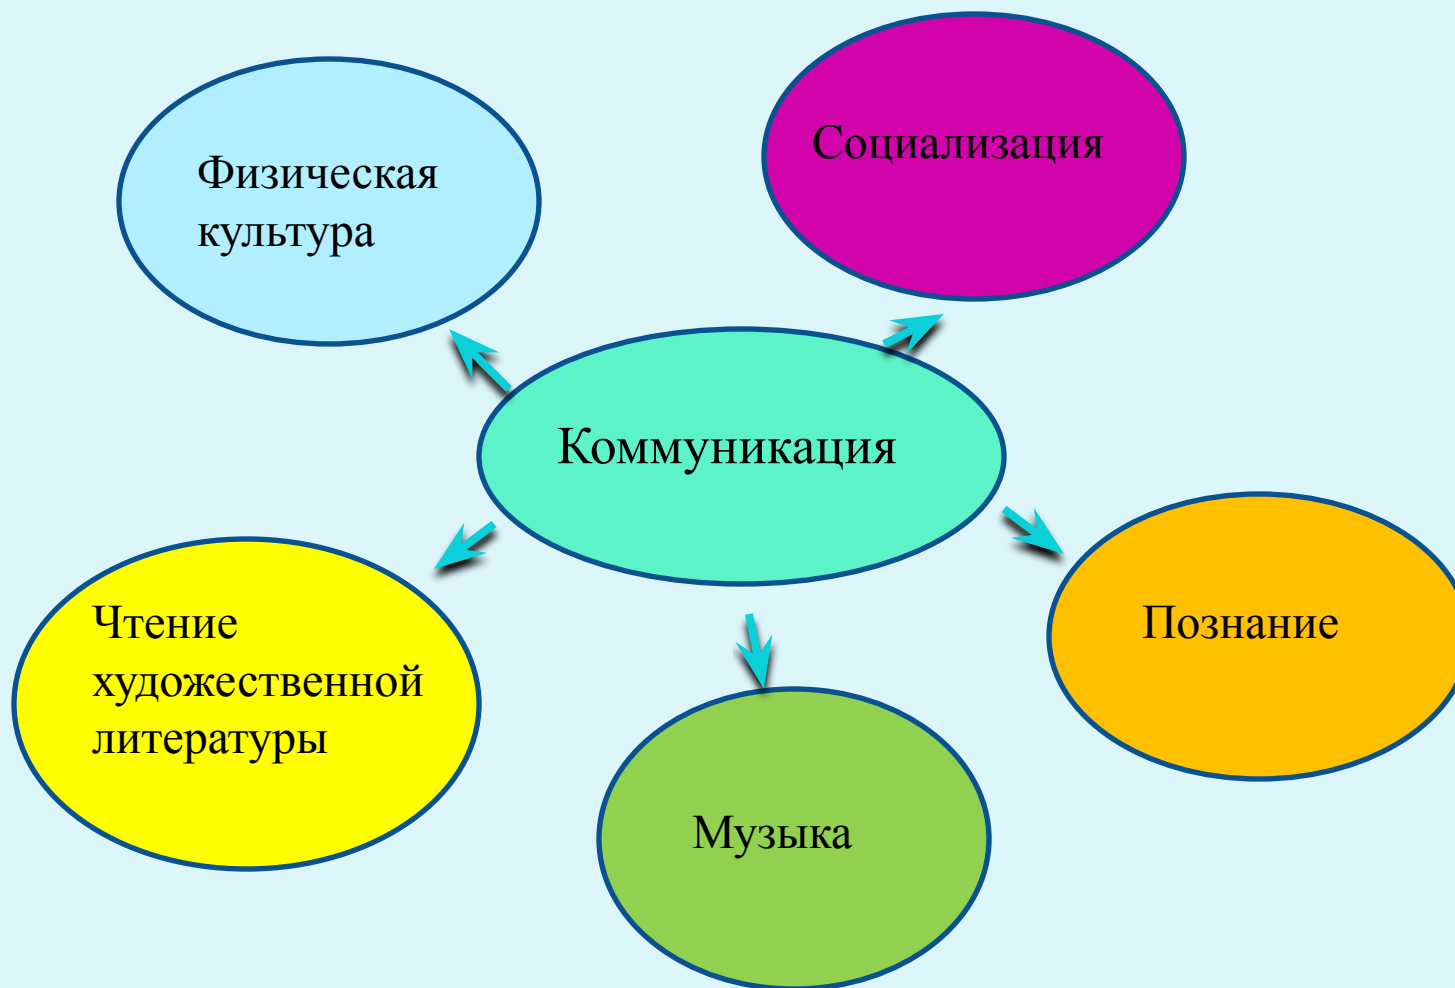 Физическая
культура
Социализация
Коммуникация
Чтение
художественной
литературы
Познание
Музыка